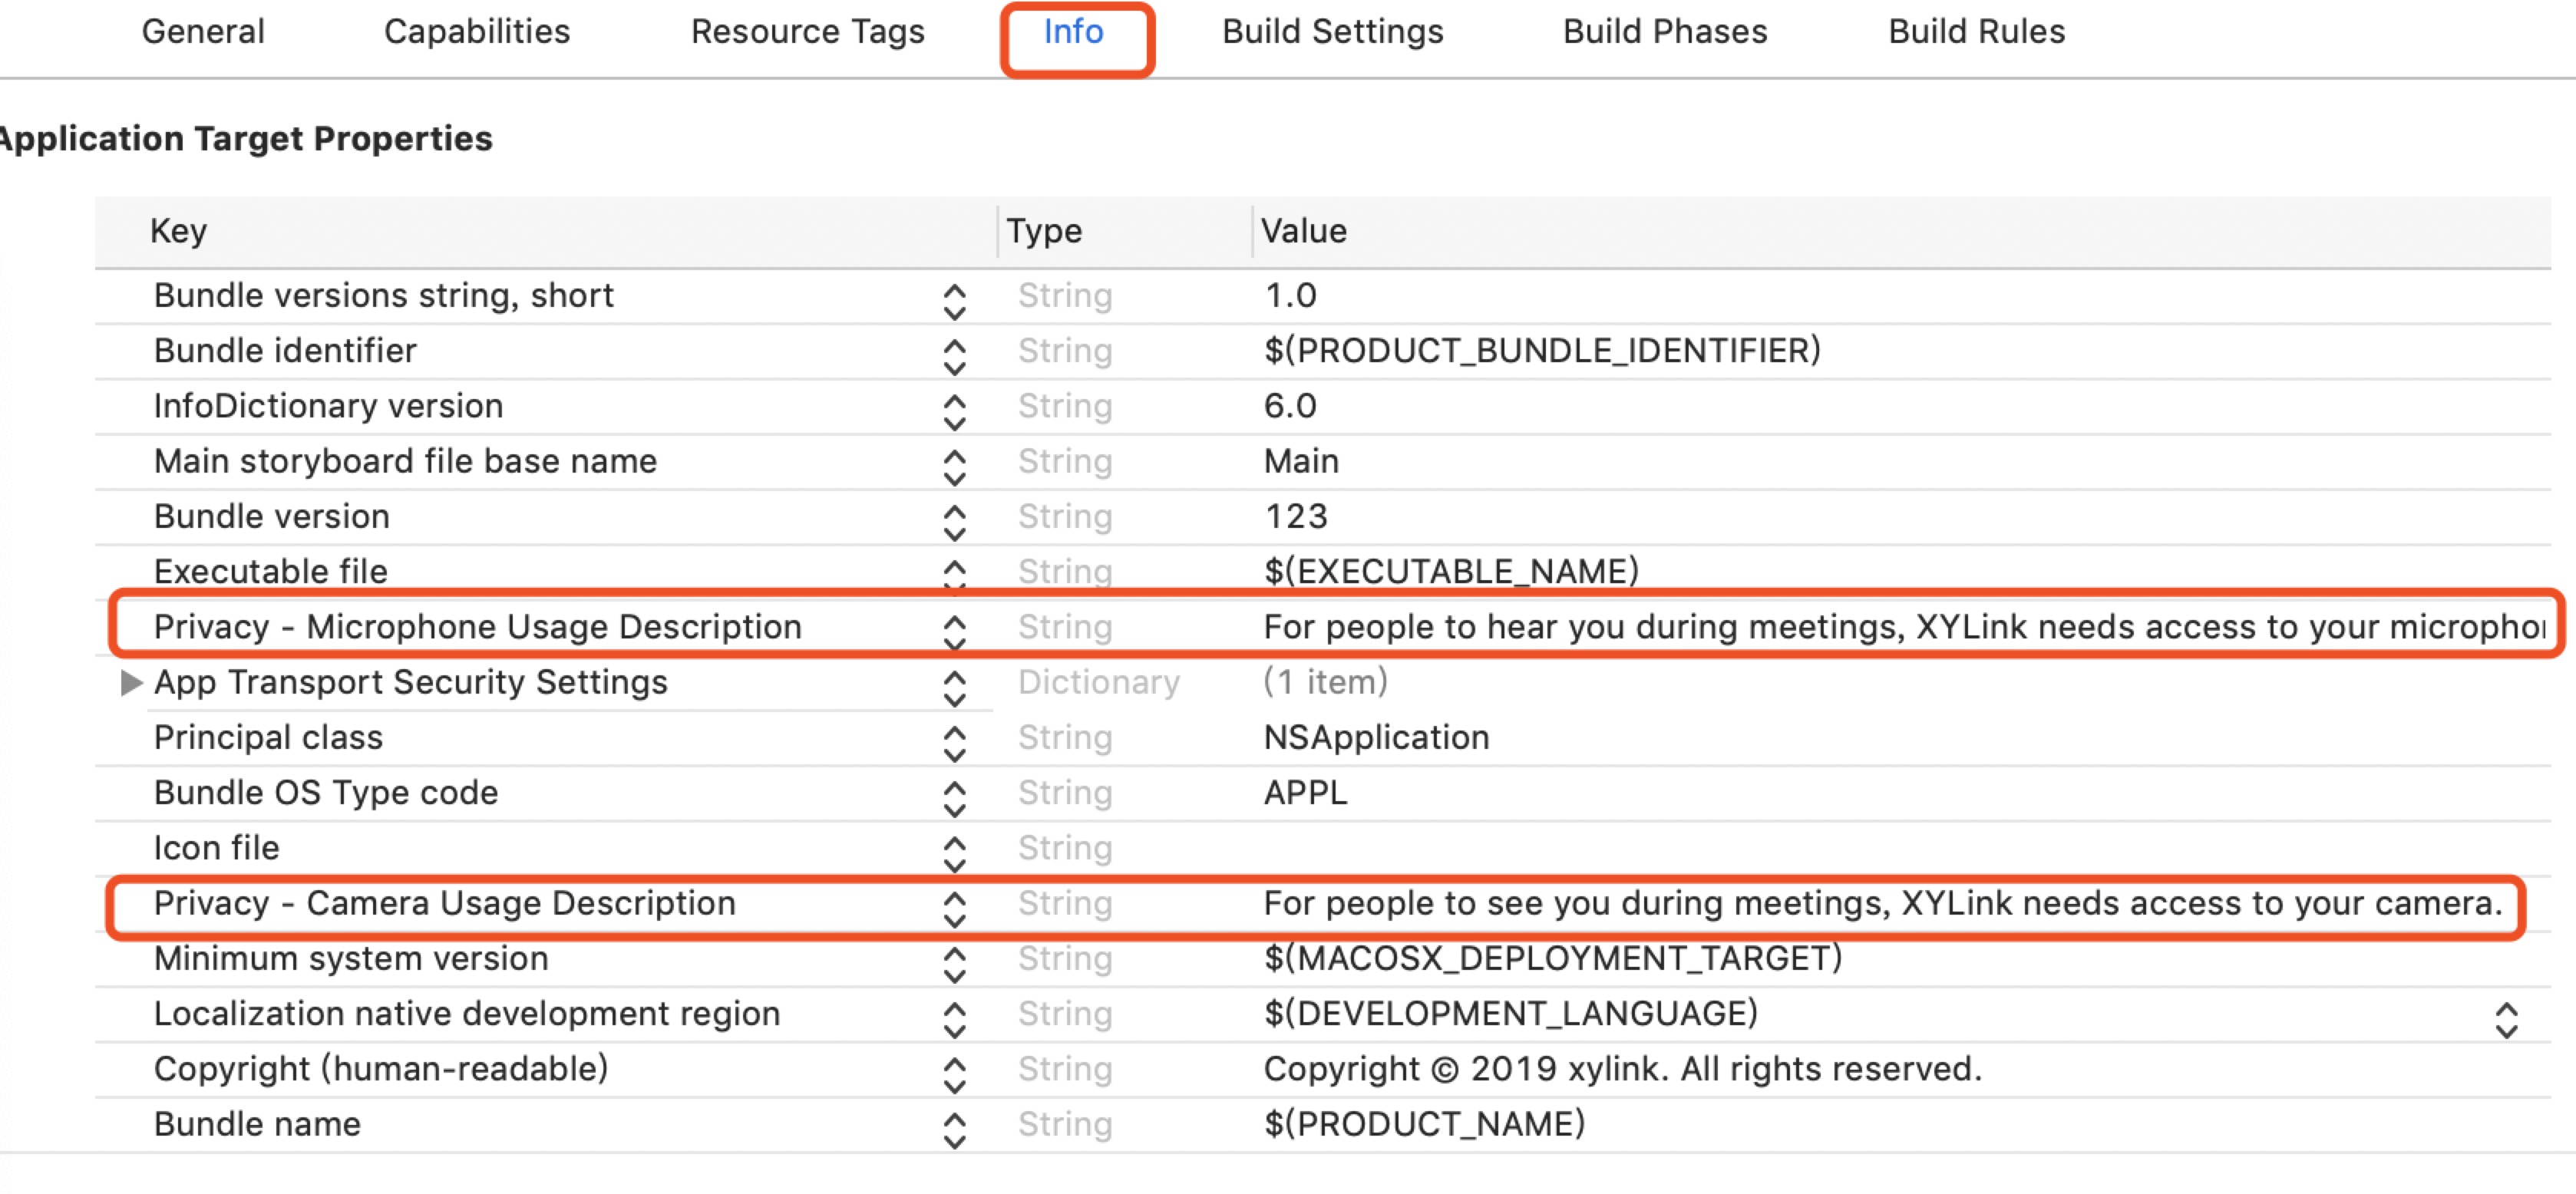 General Capabilities Resource Tags Info Build Settings Build Phases Build Rules
Application Target Properties
Key Type Value
Bundle versions string, short String 1.0
Bundle identifier String $(PRODUCT_BUNDLE_IDENTIFIER)
InfoDictionary version String 6.0
Main storyboard file base name String Main
Bundle version String 123
Executable file String $(EXECUTABLE_NAME)
Privacy - Microphone Usage Description String For people to hear you during meetings, XYLink needs access to your micropho
App Transport Security Settings Dictionary (1 item)
Principal class String NSApplication
Bundle OS Type code String APPL
Icon file String
Privacy - Camera Usage Description String For people to see you during meetings, XYLink needs access to your camera.
Minimum system version String $(MACOSX_DEPLOYMENT_TARGET)
Localization native development region String $(DEVELOPMENT_LANGUAGE)
Copyright (human-readable) String Copyright © 2019 xylink. All rights reserved.
Bundle name String $(PRODUCT_NAME)